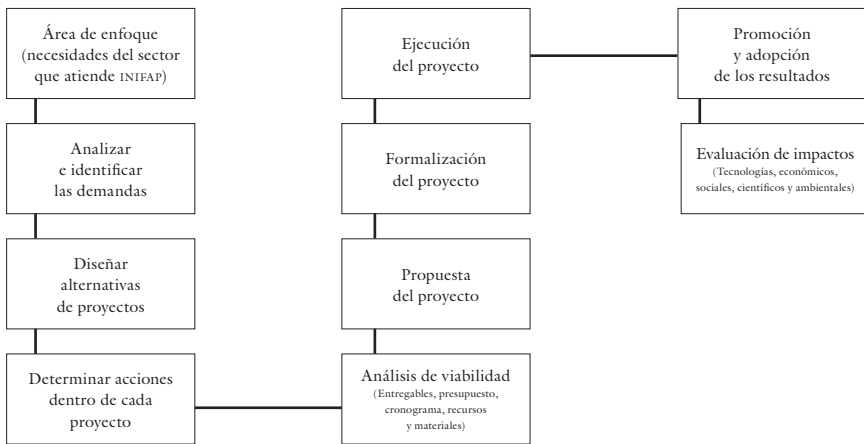 Área de enfoque
(necesidades del sector
que atiende INIFAP)
Analizar
e identificar
las demandas
Diseñar
alternativas
de proyectos
Determinar acciones
dentro de cada
proyecto
Análisis de viabilidad
(Entregables, presupuesto,
cronograma, recursos
y materiales)
Propuesta
del proyecto
Formalización
del proyecto
Ejecución
del proyecto
Promoción
y adopción
de los resultados
Evaluación de impactos
(Tecnologías, económicos,
sociales, científicos y ambientales)